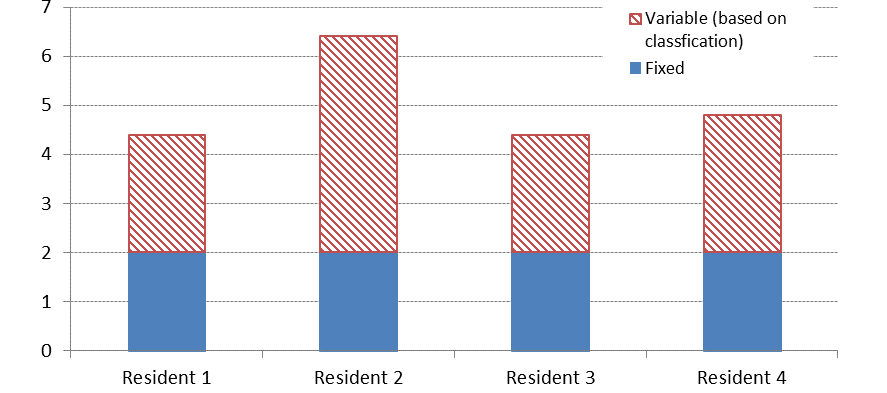 7
6
5
4
3
2
1
0
Variable (based on
classfication)
Fixed
Resident 1
Resident 2
Resident 3
Resident 4